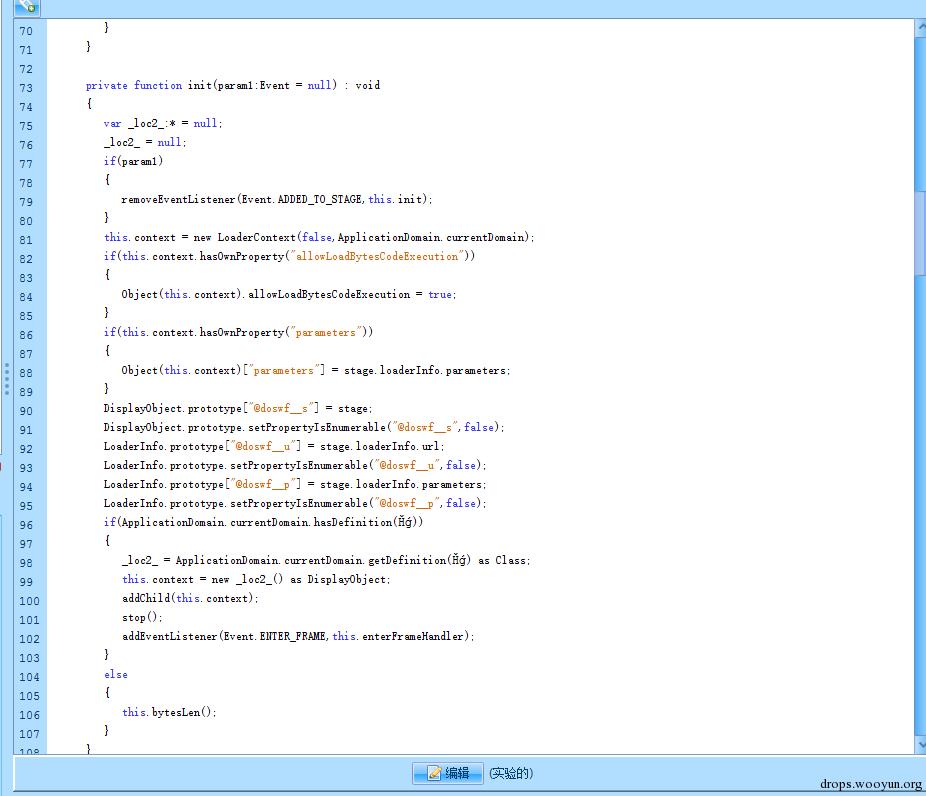 70 }
71 }
72
73 private function init(param1:Event = null) : void
74 {
75 var _loc2_:* = null;
76 _loc2_ = null;
77 if(param1)
78 {
79 removeEventListener(Event.ADDED_TO_STAGE,this.init);
80 }
81 this.context = new LoaderContext(false,ApplicationDomain.currentDomain);
82 if(this.context.hasOwnProperty("allowLoadBytesCodeExecution"))
83 {
84 Object(this.context).allowLoadBytesCodeExecution = true;
85 }
86 if(this.context.hasOwnProperty("parameters"))
87 {
88 Object(this.context)["parameters"] = stage.loaderInfo.parameters;
89 }
90 DisplayObject.prototype["@doswf__s"] = stage;
91 DisplayObject.prototype.setPropertyIsEnumerable("@doswf__s",false);
92 LoaderInfo.prototype["@doswf__u"] = stage.loaderInfo.url;
93 LoaderInfo.prototype.setPropertyIsEnumerable("@doswf__u",false);
94 LoaderInfo.prototype["@doswf__p"] = stage.loaderInfo.parameters;
95 LoaderInfo.prototype.setPropertyIsEnumerable("@doswf__p",false);
96 if(ApplicationDomain.currentDomain.hasDefinition(Ȟģ))
97 {
98 _loc2_ = ApplicationDomain.currentDomain.getDefinition(Ȟģ) as Class;
99 this.context = new _loc2_() as DisplayObject;
100 addChild(this.context);
101 stop();
102 addEventListener(Event.ENTER_FRAME,this.enterFrameHandler);
103 }
104 else
105 {
106 this.bytesLen();
107 }
108 }
编辑 (实验的)
drops.wooyun.org